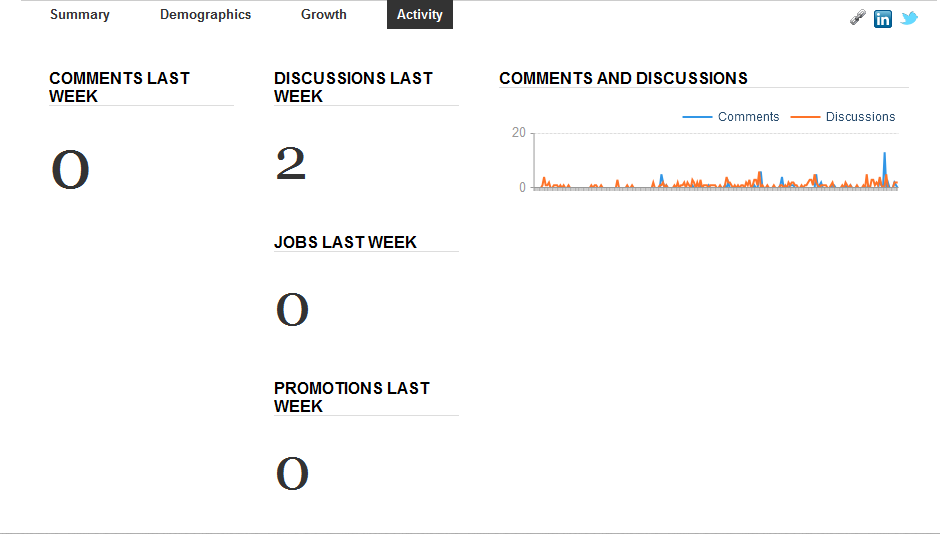 Summary Demographics Growth Activity
in
COMMENTS LAST
WEEK
0
DISCUSSIONS LAST
WEEK
2
JOBS LAST WEEK
0
PROMOTIONS LAST
WEEK
0
COMMENTS AND DISCUSSIONS
Comments Discussions
20
0